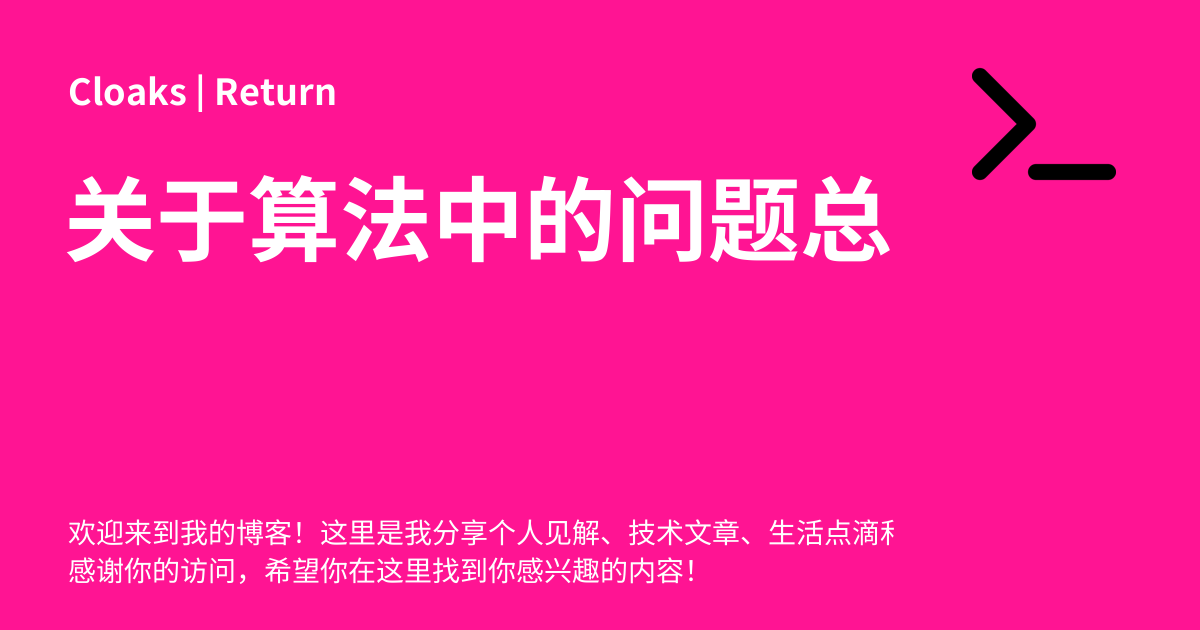 Cloaks | Return
关于算法中的问题总
欢迎来到我的博客！这里是我分享个人见解、技术文章、生活点滴
感谢你的访问，希望你在这里找到你感兴趣的内容！